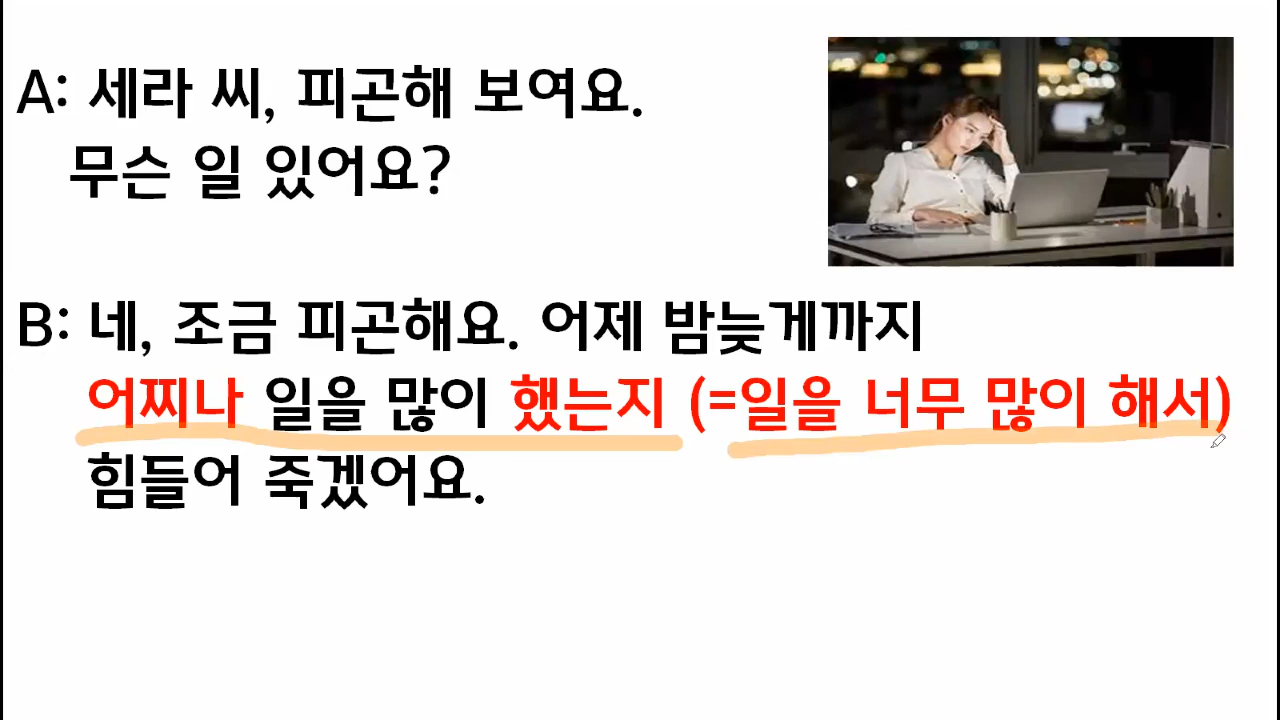 A: 세라 씨, 피곤해 보여요.
무슨 일 있어요?
B: 네, 조금 피곤해요. 어제 밤늦게까지
어찌나 일을 많이 했는지 (=일을 너무 많이 해서)
힘들어 죽겠어요.